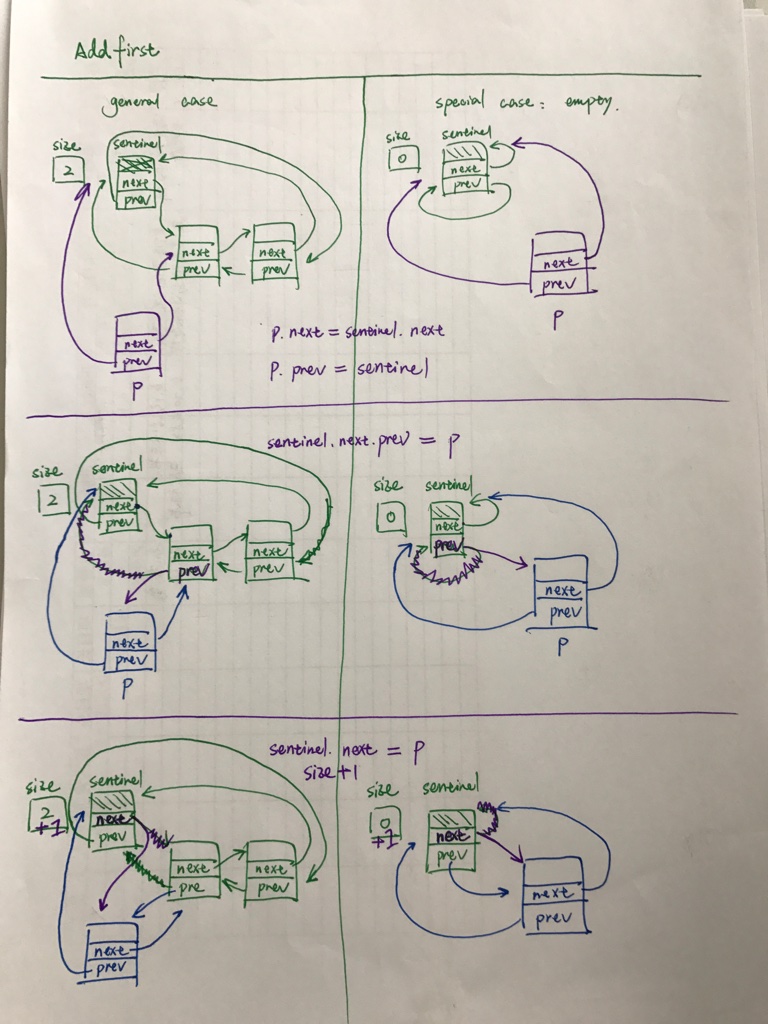 Add first
general case
special case: empty.
size
sentinel
2
next
prev
next
prev
next
prev
next
prev
P
size
sentinel
0
next
prev
next
prev
P
P.next = sentinel.next
P.prev = sentinel
sentinel.next.prev = P
size
sentinel
2
next
prev
next
prev
next
prev
next
prev
P
size
sentinel
0
next
prev
next
prev
P
sentinel.next = P
size+1
size
sentinel
2
+1
next
prev
next
pre
next
prev
next
prev
size
sentinel
0
+1
next
prev
next
prev